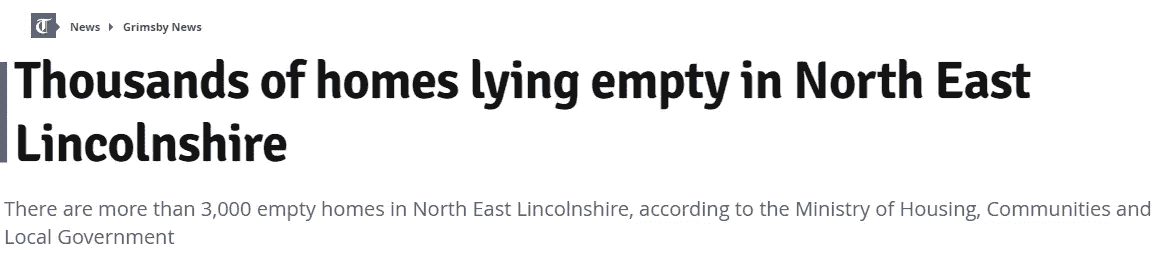 News Grimsby News
Thousands of homes lying empty in North East
Lincolnshire
There are more than 3,000 empty homes in North East Lincolnshire, according to the Ministry of Housing, Communities and
Local Government